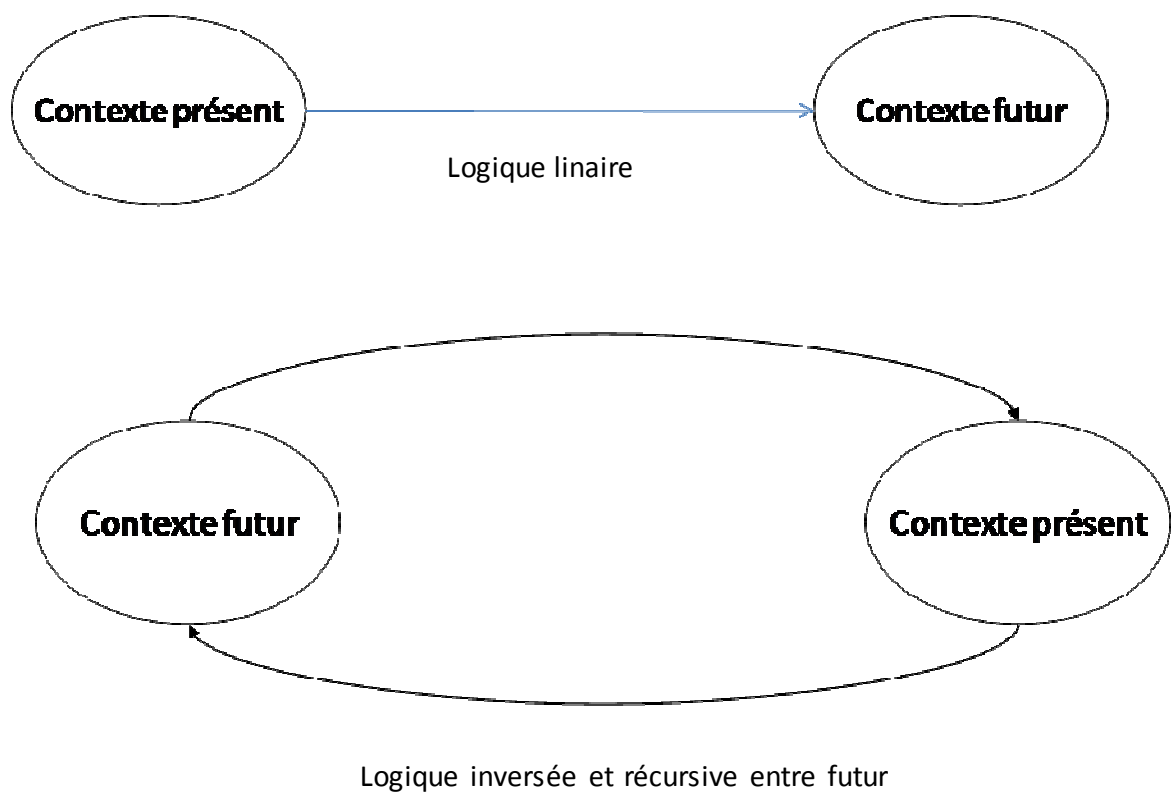 Contexte présent
Contexte futur
Logique linaire
Contexte futur
Contexte présent
Logique inversée et récursive entre futur